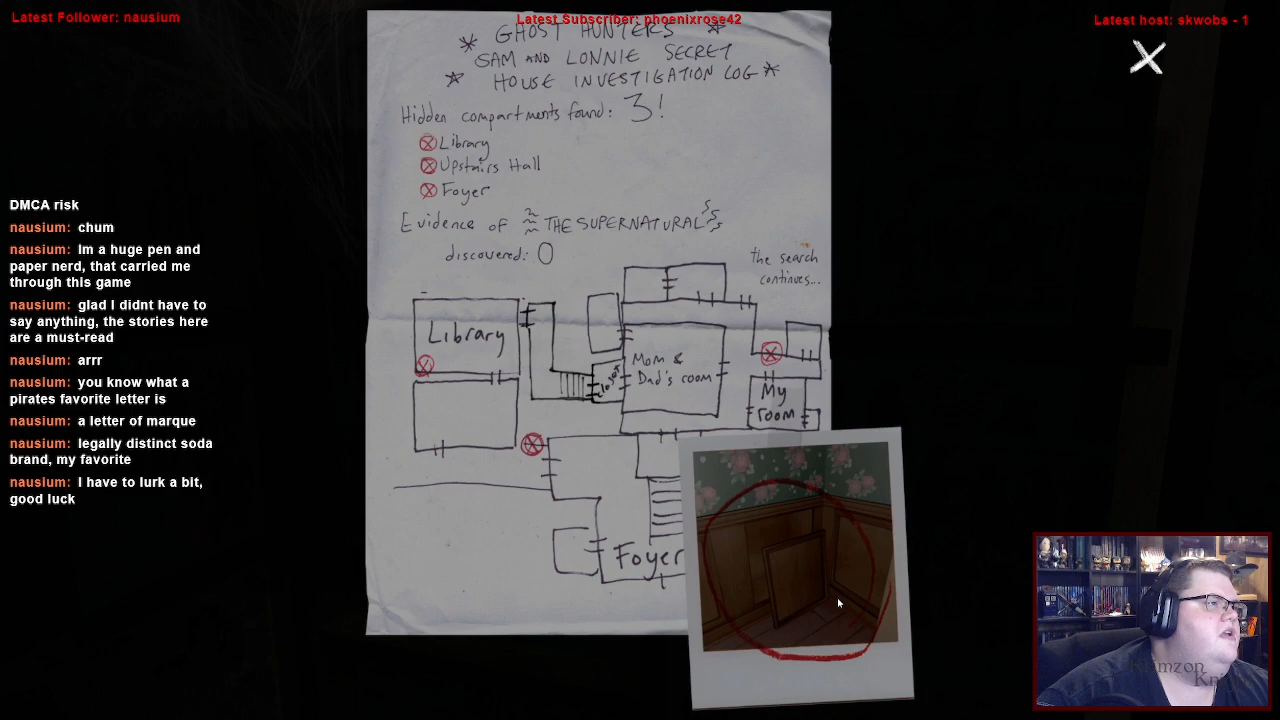 Latest Follower: nausium
Latest Subscriber: phoenixrose42
Latest host: skwobs - 1
GHOST HUNTERS
SAM AND LONNIE SECRET
HOUSE INVESTIGATION LOG
Hidden compartments found: 3!
Library
Upstairs Hall
Foyer
Evidence of THE SUPERNATURAL
discovered: 0
the search
continues...
Library
closet
Mom &
Dad's room
My
room
Foyer
DMCA risk
nausium: chum
nausium: Im a huge pen and
paper nerd, that carried me
through this game
nausium: glad I didnt have to
say anything, the stories here
are a must-read
nausium: arrr
nausium: you know what a
pirates favorite letter is
nausium: a letter of marque
nausium: legally distinct soda
brand, my favorite
nausium: I have to lurk a bit,
good luck